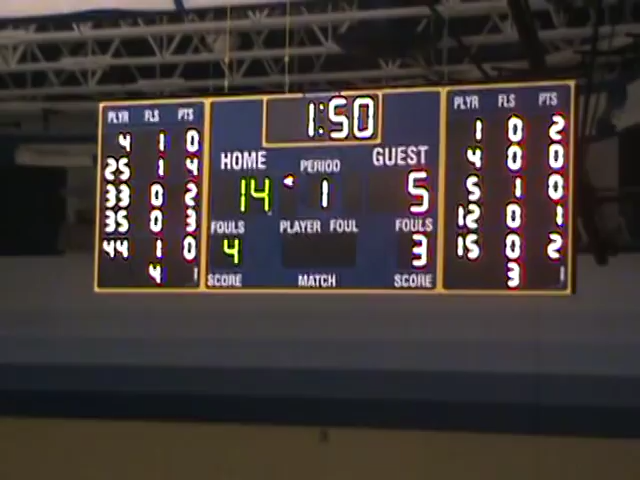 1:50
PLYR FLS PTS
4 1 0
25 1 4
33 0 2
35 0 3
44 1 0
4 1
HOME PERIOD GUEST
14 1 5
FOULS PLAYER FOUL FOULS
4 3
SCORE MATCH SCORE
PLYR FLS PTS
1 0 2
4 0 0
5 1 0
12 0 1
15 0 2
3 1